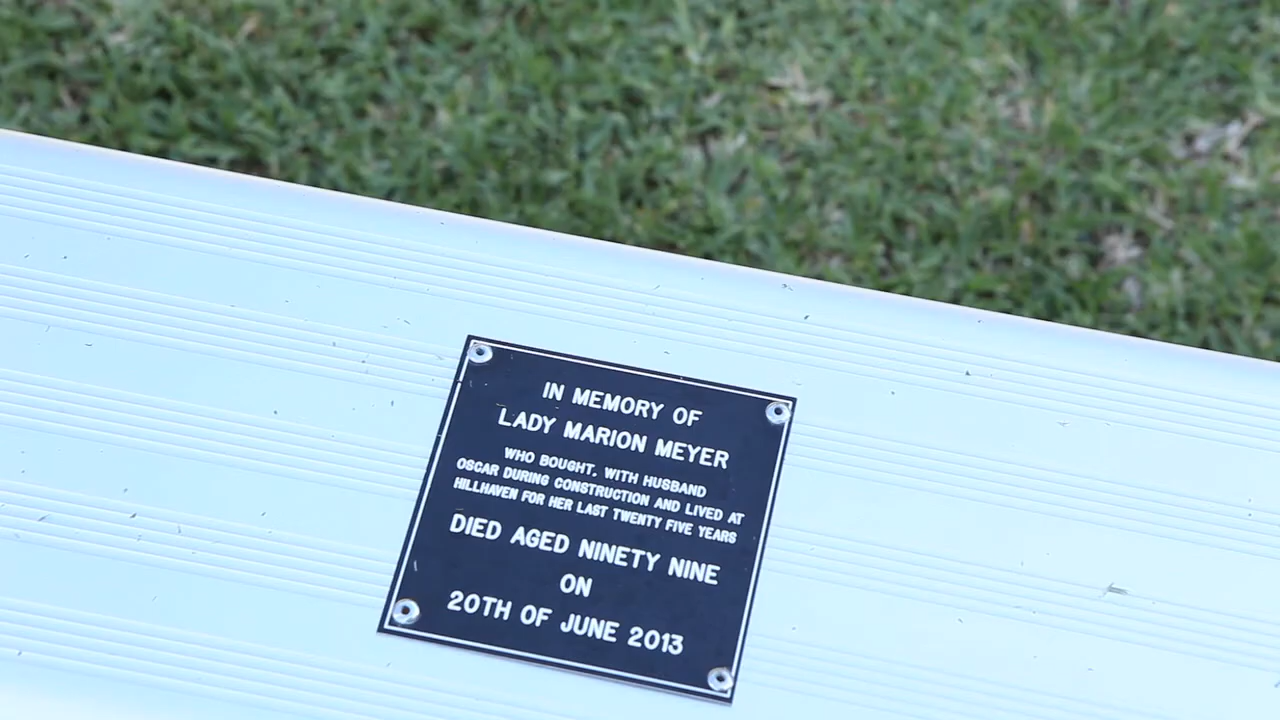 IN MEMORY OF
LADY MARION MEYER
WHO BOUGHT, WITH HUSBAND
OSCAR DURING CONSTRUCTION AND LIVED AT
HILLHAVEN FOR HER LAST TWENTY FIVE YEARS
DIED AGED NINETY NINE
ON
20TH OF JUNE 2013